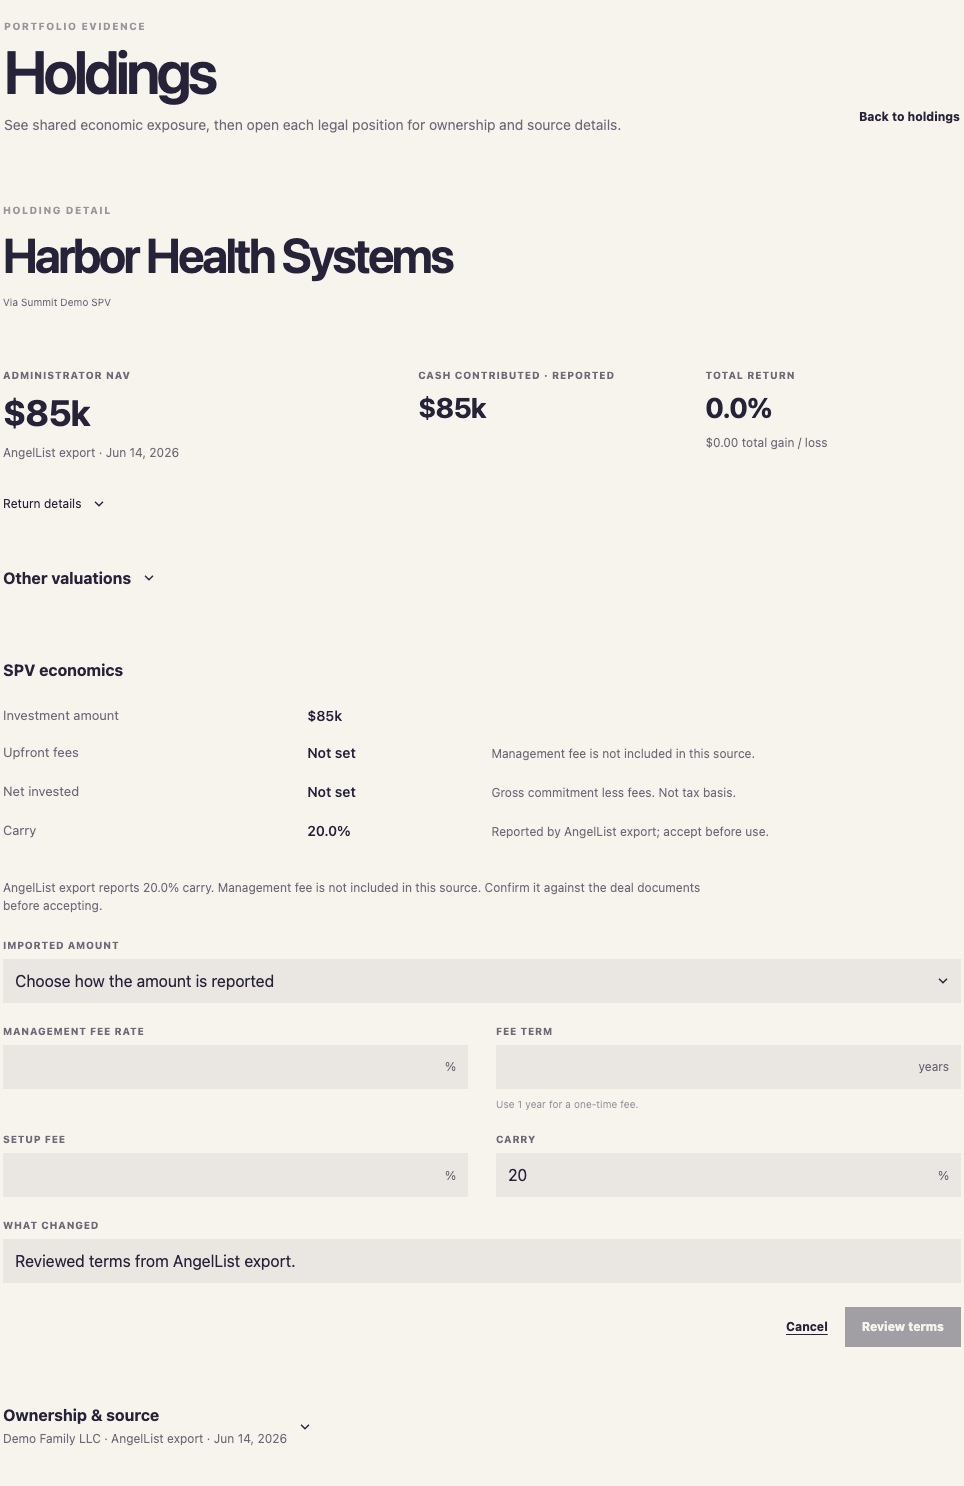 PORTFOLIO EVIDENCE
Holdings
See shared economic exposure, then open each legal position for ownership and source details.
Back to holdings
HOLDING DETAIL
Harbor Health Systems
Via Summit Demo SPV
ADMINISTRATOR NAV
$85k
AngelList export · Jun 14, 2026
CASH CONTRIBUTED · REPORTED
$85k
TOTAL RETURN
0.0%
$0.00 total gain / loss
Return details
Other valuations
SPV economics
Investment amount $85k
Upfront fees Not set Management fee is not included in this source.
Net invested Not set Gross commitment less fees. Not tax basis.
Carry 20.0% Reported by AngelList export; accept before use.
AngelList export reports 20.0% carry. Management fee is not included in this source. Confirm it against the deal documents
before accepting.
IMPORTED AMOUNT
Choose how the amount is reported
MANAGEMENT FEE RATE
%
FEE TERM
years
Use 1 year for a one-time fee.
SETUP FEE
%
CARRY
20 %
WHAT CHANGED
Reviewed terms from AngelList export.
Cancel
Review terms
Ownership & source
Demo Family LLC · AngelList export · Jun 14, 2026